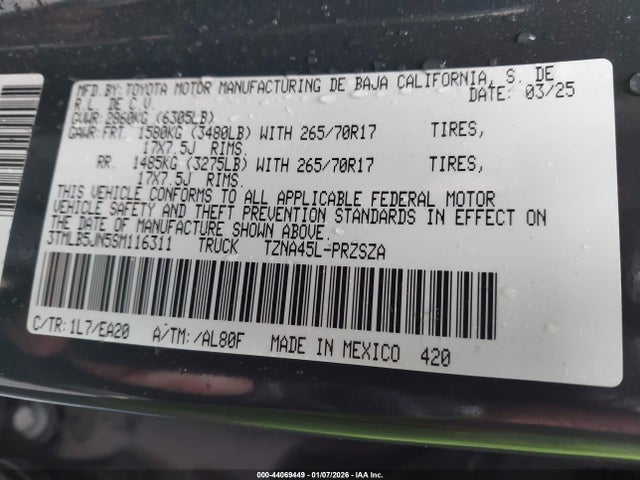 MFD.BY: TOYOTA MOTOR MANUFACTURING DE BAJA CALIFORNIA, S. DE
R.L. DE C.V. DATE: 03/25
GVWR: 2860KG (6305LB)
GAWR: FRT. 1580KG (3480LB) WITH 265/70R17 TIRES,
17X7.5J RIMS.
RR. 1485KG (3275LB) WITH 265/70R17 TIRES,
17X7.5J RIMS.
THIS VEHICLE CONFORMS TO ALL APPLICABLE FEDERAL MOTOR
VEHICLE SAFETY AND THEFT PREVENTION STANDARDS IN EFFECT ON
THE DATE OF MANUFACTURE SHOWN ABOVE.
3TMLB5JN5SM116311 TRUCK TZNA45L-PRZSZA
C/TR: 1L7/EA20 A/TM: /AL80F MADE IN MEXICO 420
000-44069449 - 01/07/2026 - IAA Inc.